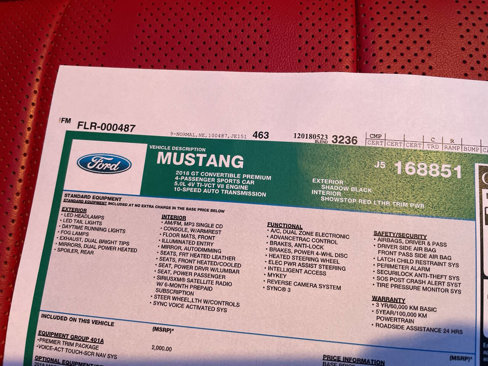 FM FLR-000487
9-NORMAL,NE,100487,JE151 463 120180523 3236 CMP C R
CERT CERT CERT TRD RAMP BUMP
Ford
VEHICLE DESCRIPTION
MUSTANG
2018 GT CONVERTIBLE PREMIUM
4-PASSENGER SPORTS CAR
5.0L 4V TI-VCT V8 ENGINE
10-SPEED AUTO TRANSMISSION
J5 168851
EXTERIOR
SHADOW BLACK
INTERIOR
SHOWSTOP RED LTHR TRIM PWR
STANDARD EQUIPMENT
STANDARD EQUIPMENT INCLUDED AT NO EXTRA CHARGE IN THE BASE PRICE BELOW
EXTERIOR
• LED HEADLAMPS
• LED TAIL LIGHTS
• DAYTIME RUNNING LIGHTS
• FOG LAMPS
• EXHAUST, DUAL BRIGHT TIPS
• MIRRORS, DUAL POWER HEATED
• SPOILER, REAR
INTERIOR
• AM/FM, MP3 SINGLE CD
• CONSOLE, W/ARMREST
• FLOOR MATS, FRONT
• ILLUMINATED ENTRY
• MIRROR, AUTODIMMING
• SEATS, FRT HEATED LEATHER
• SEATS, FRONT HEATED/COOLED
• SEAT, POWER DRVR W/LUMBAR
• SEAT, POWER PASSENGER
• SIRIUSXM® SATELLITE RADIO
W/ 6-MONTH PREPAID
SUBSCRIPTION
• STEER WHEEL,LTH W/CONTROLS
• SYNC VOICE ACTIVATED SYS
FUNCTIONAL
• A/C, DUAL ZONE ELECTRONIC
• ADVANCETRAC CONTROL
• BRAKES, ANTI-LOCK
• BRAKES, POWER 4-WHL DISC
• HEATED STEERING WHEEL
• ELEC PWR ASSIST STEERING
• INTELLIGENT ACCESS
• MYKEY
• REVERSE CAMERA SYSTEM
• SYNC® 3
SAFETY/SECURITY
• AIRBAGS, DRIVER & PASS
• DRIVER SIDE AIR BAG
• FRONT PASS SIDE AIR BAG
• LATCH CHILD RESTRAINT SYS
• PERIMETER ALARM
• SECURILOCK ANTI-THEFT SYS
• SOS POST CRASH ALERT SYST
• TIRE PRESSURE MONITOR SYS
WARRANTY
• 3 YR/60,000 KM BASIC
• 5YEAR/100,000 KM
POWERTRAIN
• ROADSIDE ASSISTANCE 24 HRS
INCLUDED ON THIS VEHICLE (MSRP)*
EQUIPMENT GROUP 401A
•PREMIER TRIM PACKAGE
•VOICE-ACT TOUCH-SCR NAV SYS 2,000.00
OPTIONAL EQUIPMENT
PRICE INFORMATION (MSRP)*